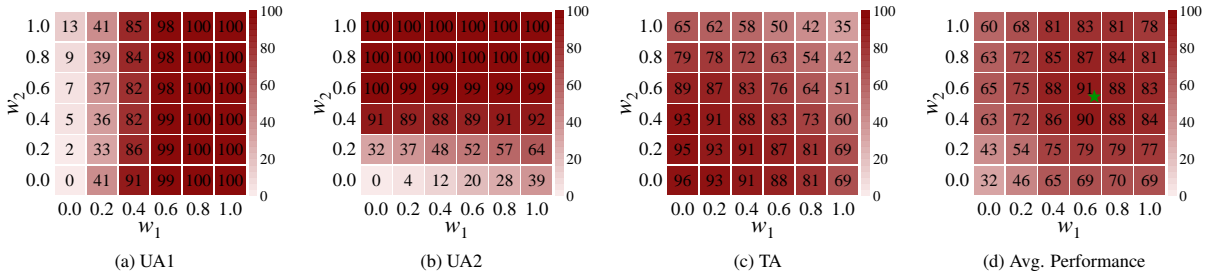 1.0 13 41 85 98 100 100
0.8 9 39 84 98 100 100
0.6 7 37 82 98 100 100
0.4 5 36 82 99 100 100
0.2 2 33 86 99 100 100
0.0 0 41 91 99 100 100
0.0 0.2 0.4 0.6 0.8 1.0
w2
w1
100
80
60
40
20
0
(a) UA1
1.0 100 100 100 100 100 100
0.8 100 100 100 100 100 100
0.6 100 99 99 99 99 99
0.4 91 89 88 89 91 92
0.2 32 37 48 52 57 64
0.0 0 4 12 20 28 39
0.0 0.2 0.4 0.6 0.8 1.0
w2
w1
100
80
60
40
20
0
(b) UA2
1.0 65 62 58 50 42 35
0.8 79 78 72 63 54 42
0.6 89 87 83 76 64 51
0.4 93 91 88 83 73 60
0.2 95 93 91 87 81 69
0.0 96 93 91 88 81 69
0.0 0.2 0.4 0.6 0.8 1.0
w2
w1
100
80
60
40
20
0
(c) TA
1.0 60 68 81 83 81 78
0.8 63 72 85 87 84 81
0.6 65 75 88 91 88 83
0.4 63 72 86 90 88 84
0.2 43 54 75 79 79 77
0.0 32 46 65 69 70 69
0.0 0.2 0.4 0.6 0.8 1.0
w2
w1
100
80
60
40
20
0
(d) Avg. Performance